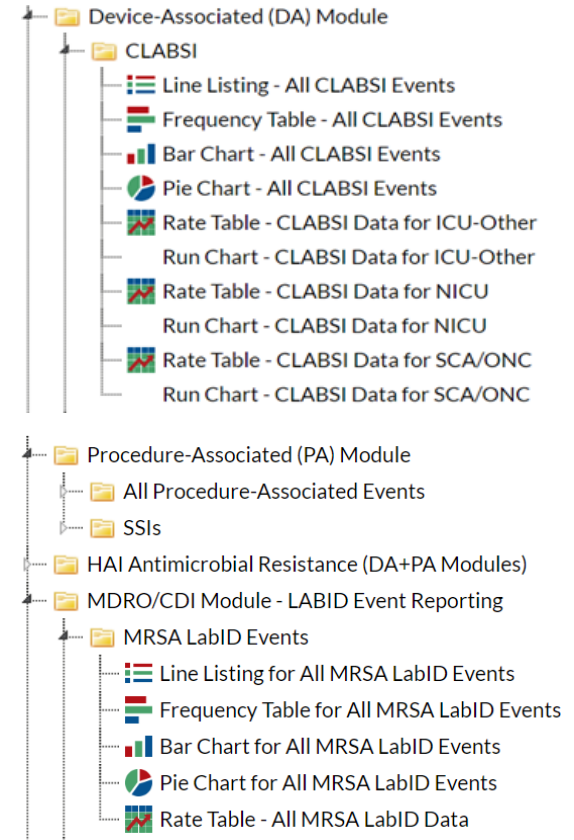 Device-Associated (DA) Module
CLABSI
Line Listing - All CLABSI Events
Frequency Table - All CLABSI Events
Bar Chart - All CLABSI Events
Pie Chart - All CLABSI Events
Rate Table - CLABSI Data for ICU-Other
Run Chart - CLABSI Data for ICU-Other
Rate Table - CLABSI Data for NICU
Run Chart - CLABSI Data for NICU
Rate Table - CLABSI Data for SCA/ONC
Run Chart - CLABSI Data for SCA/ONC
Procedure-Associated (PA) Module
All Procedure-Associated Events
SSIs
HAI Antimicrobial Resistance (DA+PA Modules)
MDRO/CDI Module - LABID Event Reporting
MRSA LabID Events
Line Listing for All MRSA LabID Events
Frequency Table for All MRSA LabID Events
Bar Chart for All MRSA LabID Events
Pie Chart for All MRSA LabID Events
Rate Table - All MRSA LabID Data